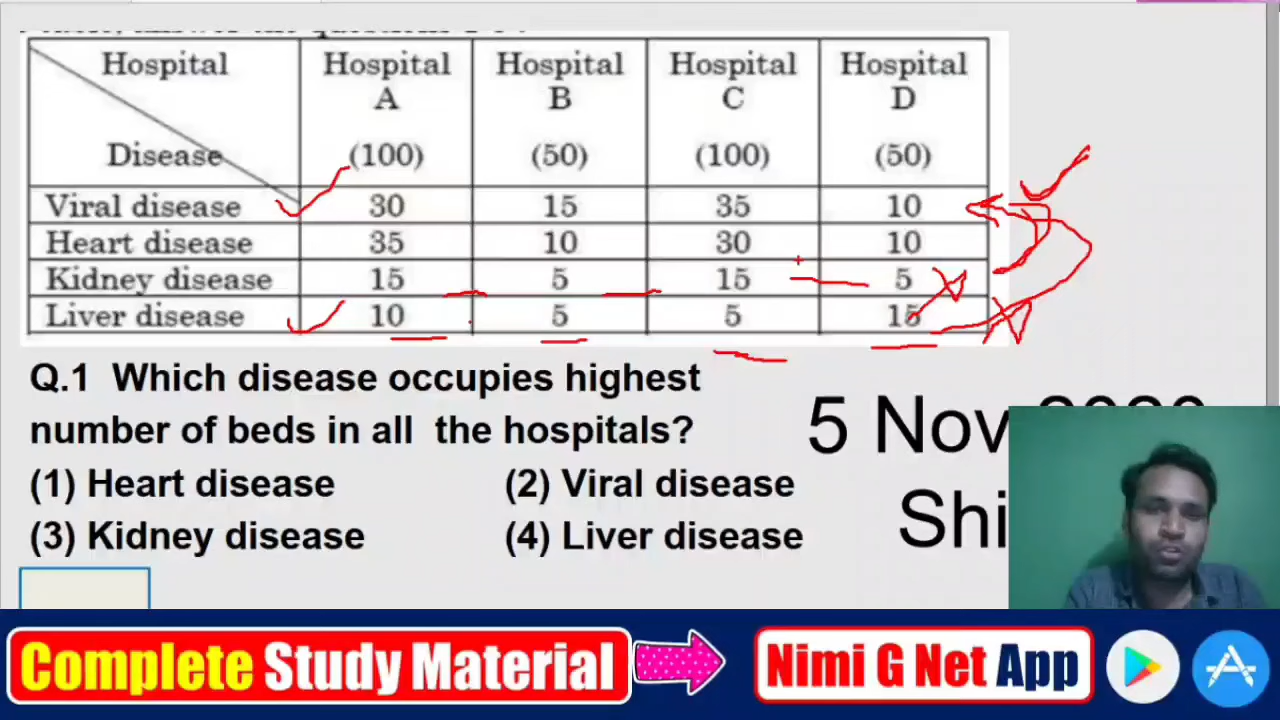 Hospital Hospital Hospital Hospital Hospital
A B C D
Disease (100) (50) (100) (50)
Viral disease 30 15 35 10
Heart disease 35 10 30 10
Kidney disease 15 5 15 5
Liver disease 10 5 5 15
Q.1 Which disease occupies highest
number of beds in all the hospitals?
(1) Heart disease (2) Viral disease
(3) Kidney disease (4) Liver disease
5 Nov
Complete Study Material
Nimi G Net App